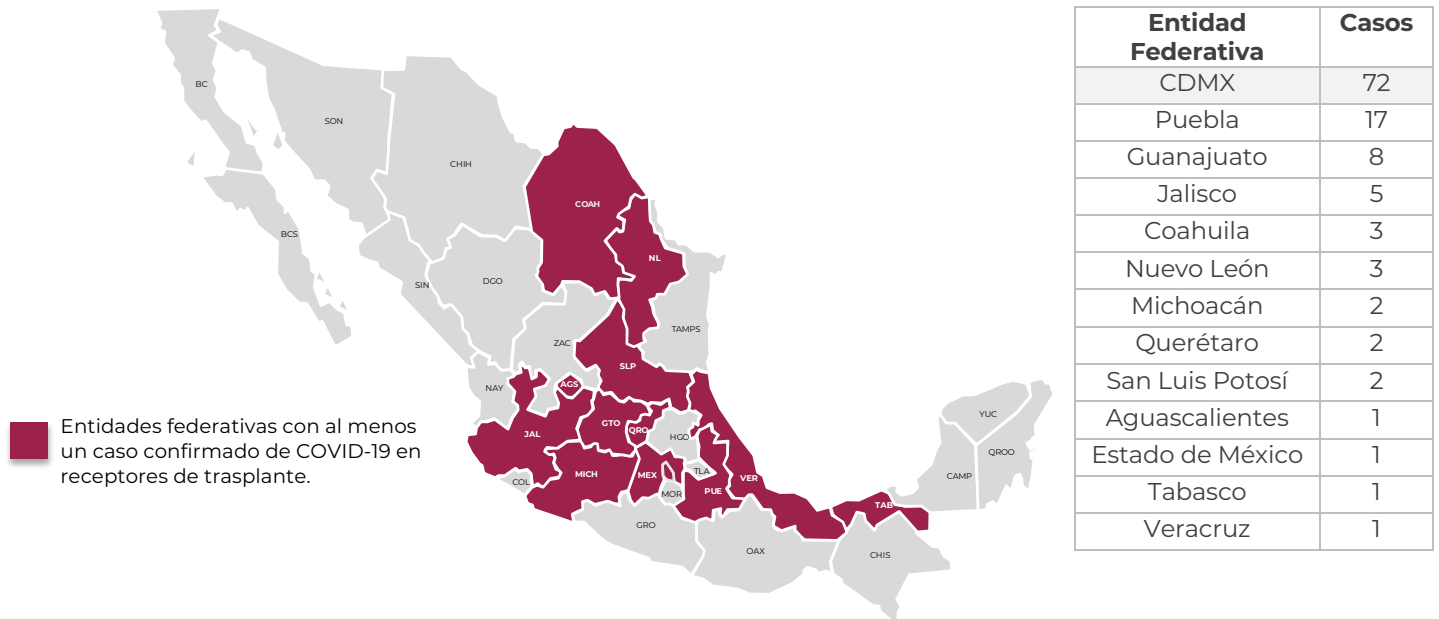 BC
SON
CHIH
COAH
BCS
NL
SIN
DGO
TAMPS
ZAC
SLP
NAY
AGS
YUC
GTO
QRO
JAL
HGO
QROO
MICH
MEX
TLA
VER
CAMP
COL
MOR
PUE
TAB
GRO
OAX
CHIS
Entidades federativas con al menos
un caso confirmado de COVID-19 en
receptores de trasplante.
Entidad Casos
Federativa
CDMX 72
Puebla 17
Guanajuato 8
Jalisco 5
Coahuila 3
Nuevo León 3
Michoacán 2
Querétaro 2
San Luis Potosí 2
Aguascalientes 1
Estado de México 1
Tabasco 1
Veracruz 1